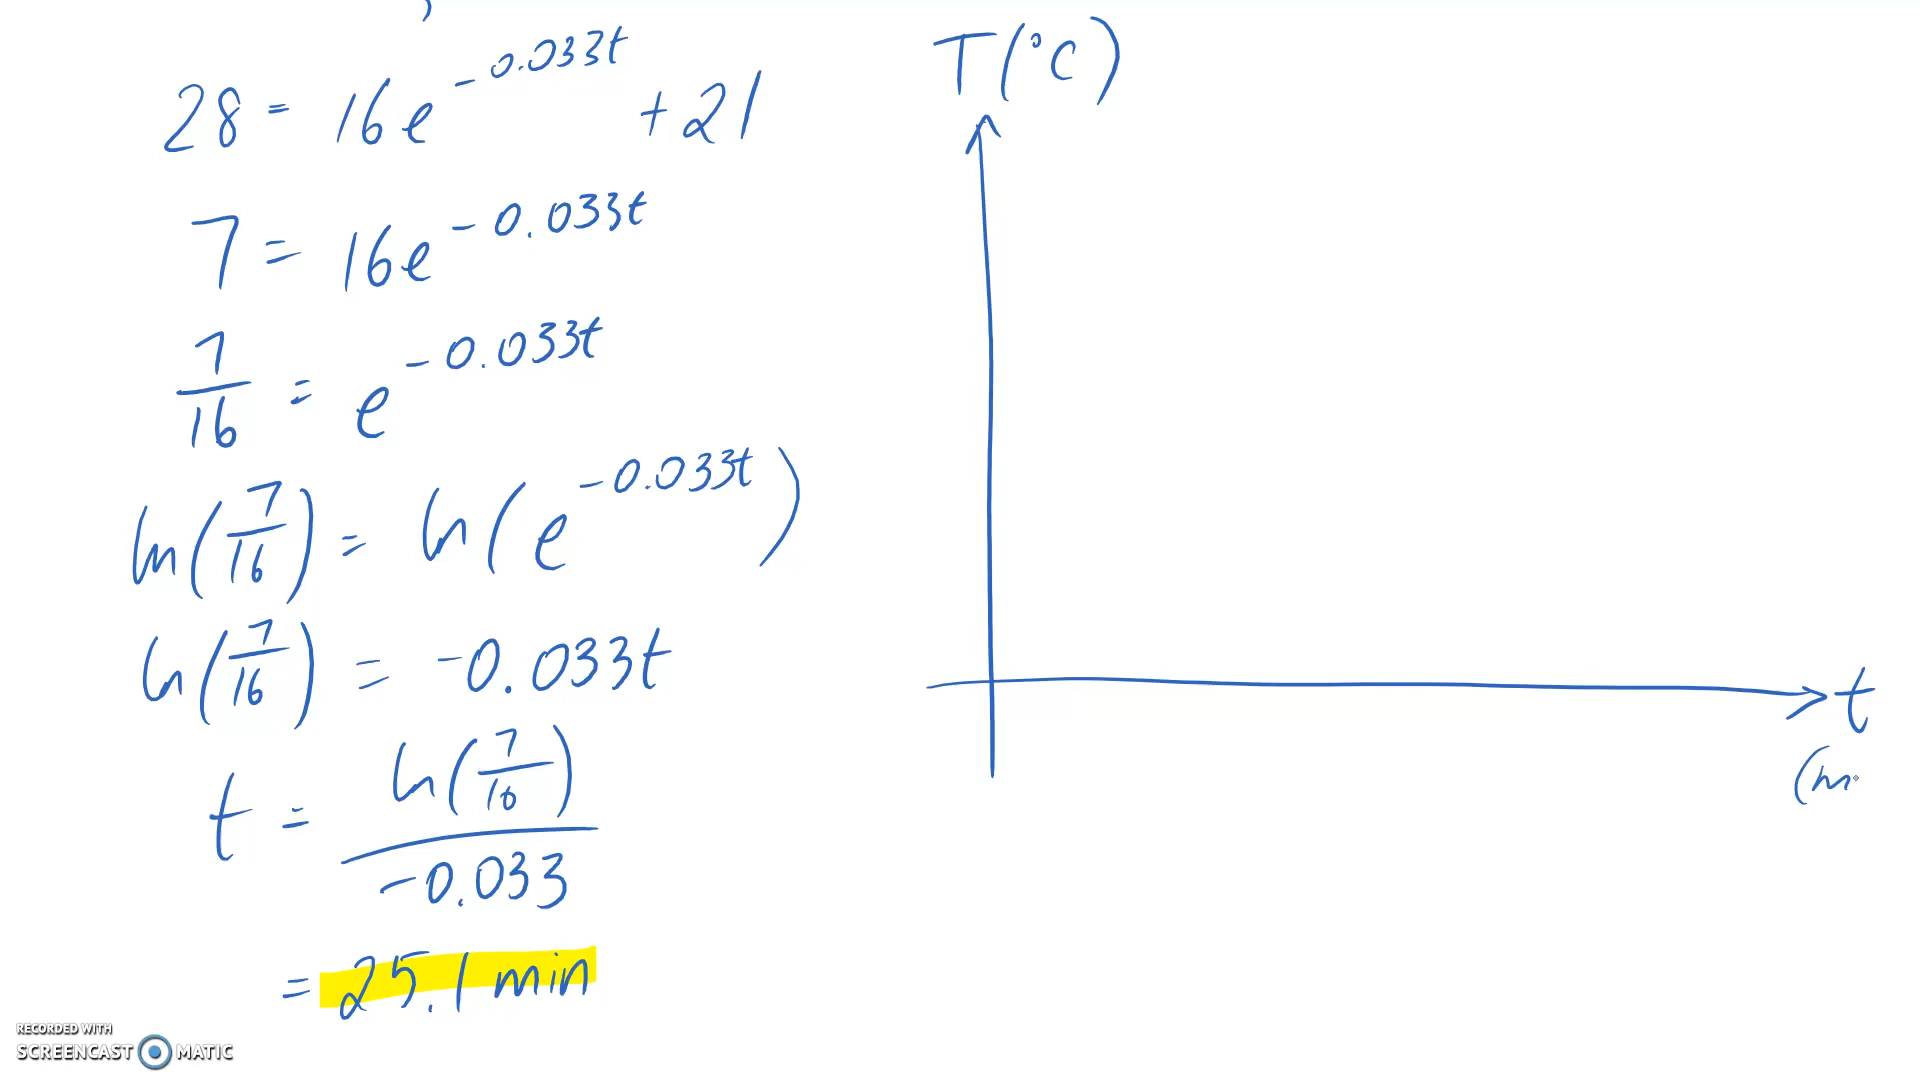 28 = 16e^{-0.033t} + 21
7 = 16e^{-0.033t}
7/16 = e^{-0.033t}
ln(7/16) = ln(e^{-0.033t})
ln(7/16) = -0.033t
t = ln(7/16) / -0.033
= 25.1 min
T(°C)
t
(m
RECORDED WITH
SCREENCAST MATIC